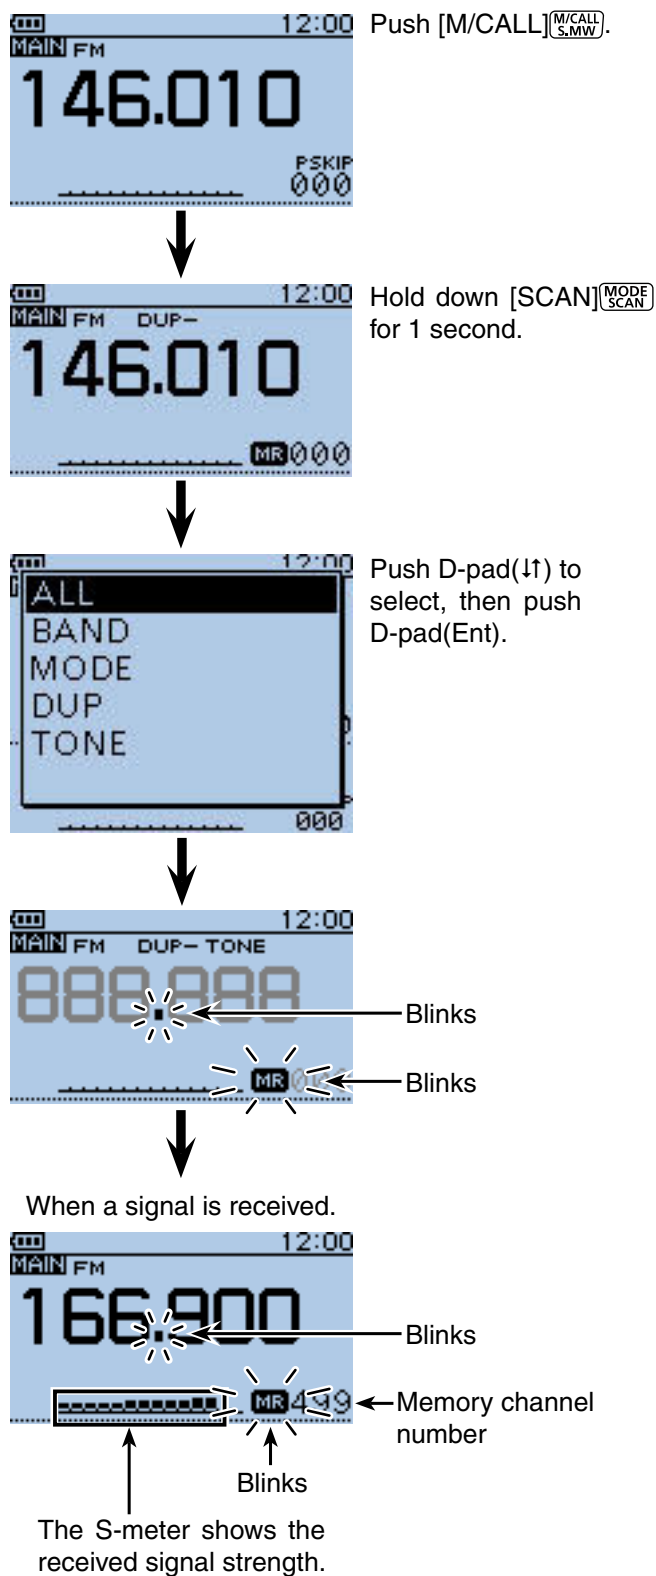 12:00
MAIN FM
146.010
PSKIP
000
Push [M/CALL] M/CALL S.MW.
12:00
MAIN FM DUP–
146.010
MR 000
Hold down [SCAN] MODE SCAN
for 1 second.
12:00
ALL
BAND
MODE
DUP
TONE
000
Push D-pad(↓↑) to
select, then push
D-pad(Ent).
12:00
MAIN FM DUP– TONE
888.888
Blinks
MR
Blinks
When a signal is received.
12:00
MAIN FM
166.900
Blinks
MR 499
Memory channel
number
Blinks
The S-meter shows the
received signal strength.